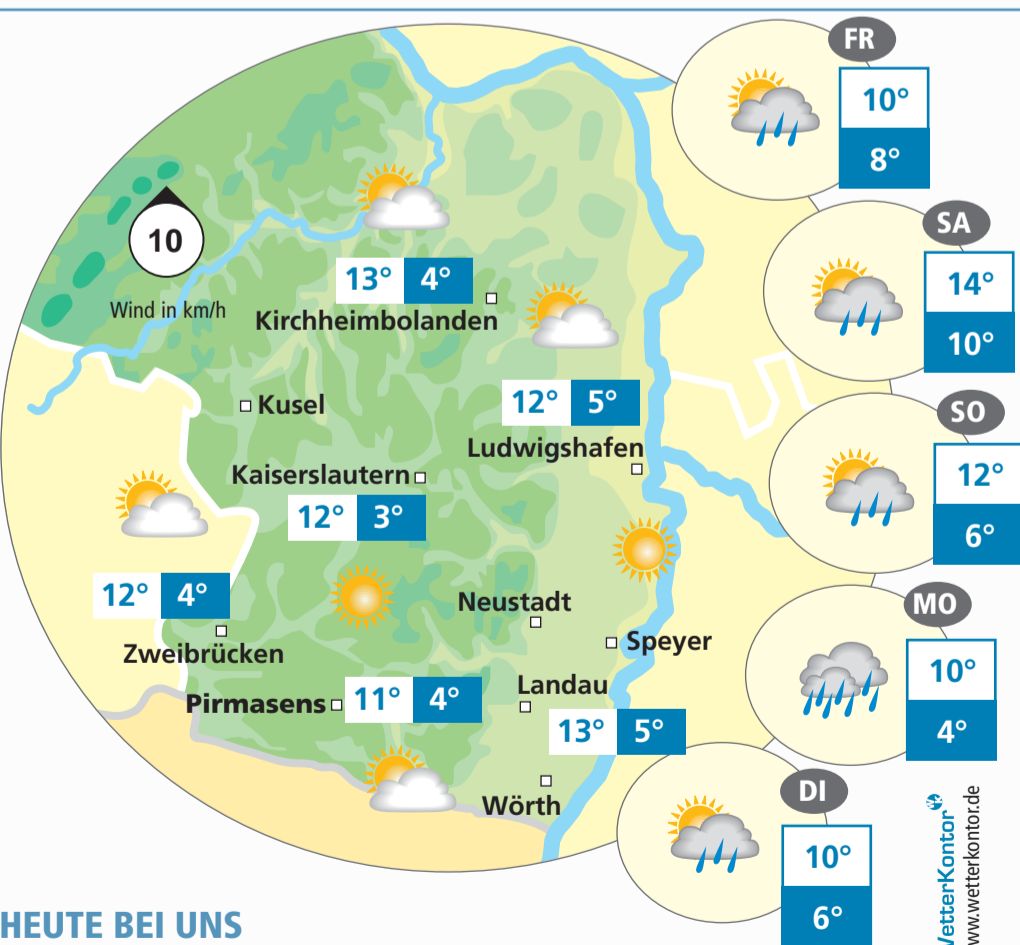 FR
10°
8°
SA
14°
10°
10
Wind in km/h
13° 4°
Kirchheimbolanden
Kusel
12° 5°
Ludwigshafen
SO
12°
6°
Kaiserslautern
12° 3°
12° 4°
Zweibrücken
Neustadt
Speyer
MO
10°
4°
Pirmasens 11° 4°
Landau
13° 5°
Wörth
DI
10°
6°
WetterKontor
www.wetterkontor.de
HEUTE BEI UNS